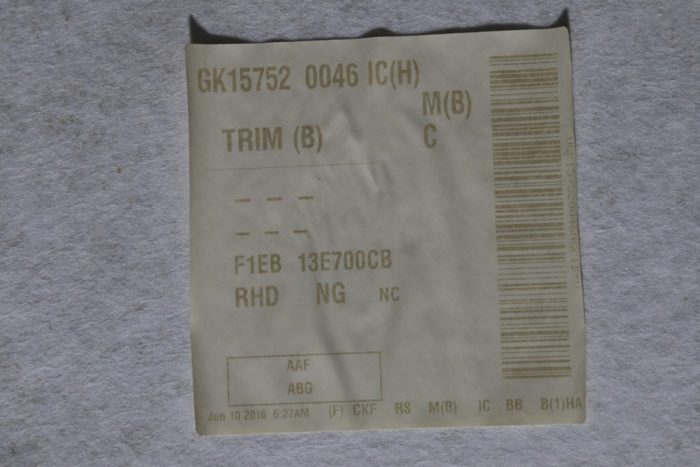 GK15752 0046 IC(H)
M(B)
TRIM (B) C
– – –
– – –
F1EB 13E700CB
RHD NG NC
AAF
ABG
Jun 10 2016 6:27AM (F) CKF RS M(B) IC BB B(1)HA